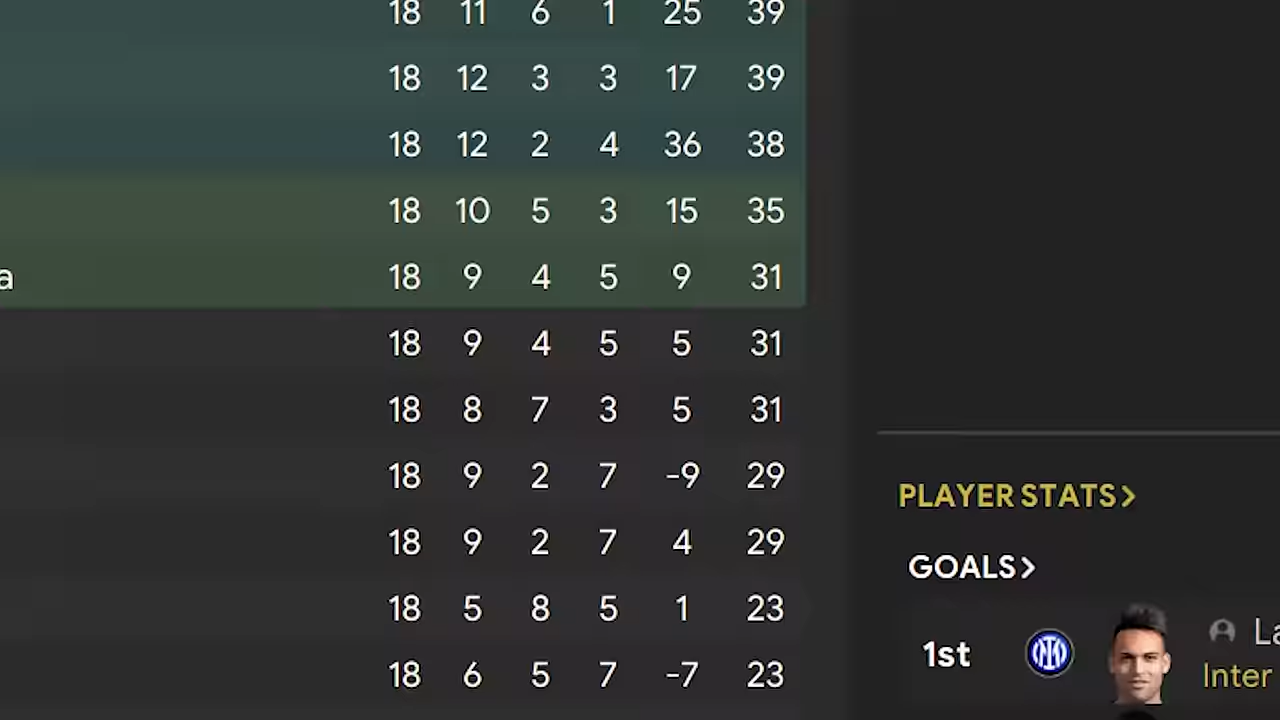 18 11 6 1 25 39
18 12 3 3 17 39
18 12 2 4 36 38
18 10 5 3 15 35
a 18 9 4 5 9 31
18 9 4 5 5 31
18 8 7 3 5 31
18 9 2 7 -9 29
18 9 2 7 4 29
18 5 8 5 1 23
18 6 5 7 -7 23
PLAYER STATS>
GOALS>
1st
La
Inter